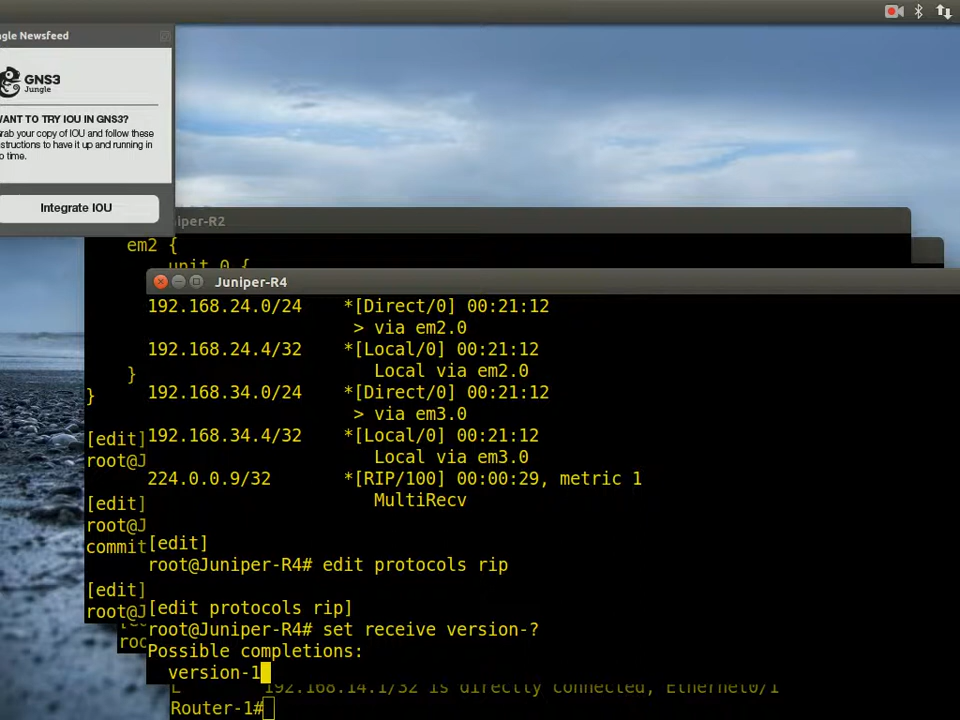 gle Newsfeed
GNS3
Jungle
WANT TO TRY IOU IN GNS3?
rab your copy of IOU and follow these
structions to have it up and running in
o time.
Integrate IOU
iper-R2
em2 {
unit 0 {
}
}
[edit]
root@J
[edit]
root@J
commit
[edit]
root@J
roo
Juniper-R4
192.168.24.0/24 *[Direct/0] 00:21:12
> via em2.0
192.168.24.4/32 *[Local/0] 00:21:12
Local via em2.0
192.168.34.0/24 *[Direct/0] 00:21:12
> via em3.0
192.168.34.4/32 *[Local/0] 00:21:12
Local via em3.0
224.0.0.9/32 *[RIP/100] 00:00:29, metric 1
MultiRecv
[edit]
root@Juniper-R4# edit protocols rip
[edit protocols rip]
root@Juniper-R4# set receive version-?
Possible completions:
version-1
L 192.168.14.1/32 is directly connected, Ethernet0/1
Router-1#